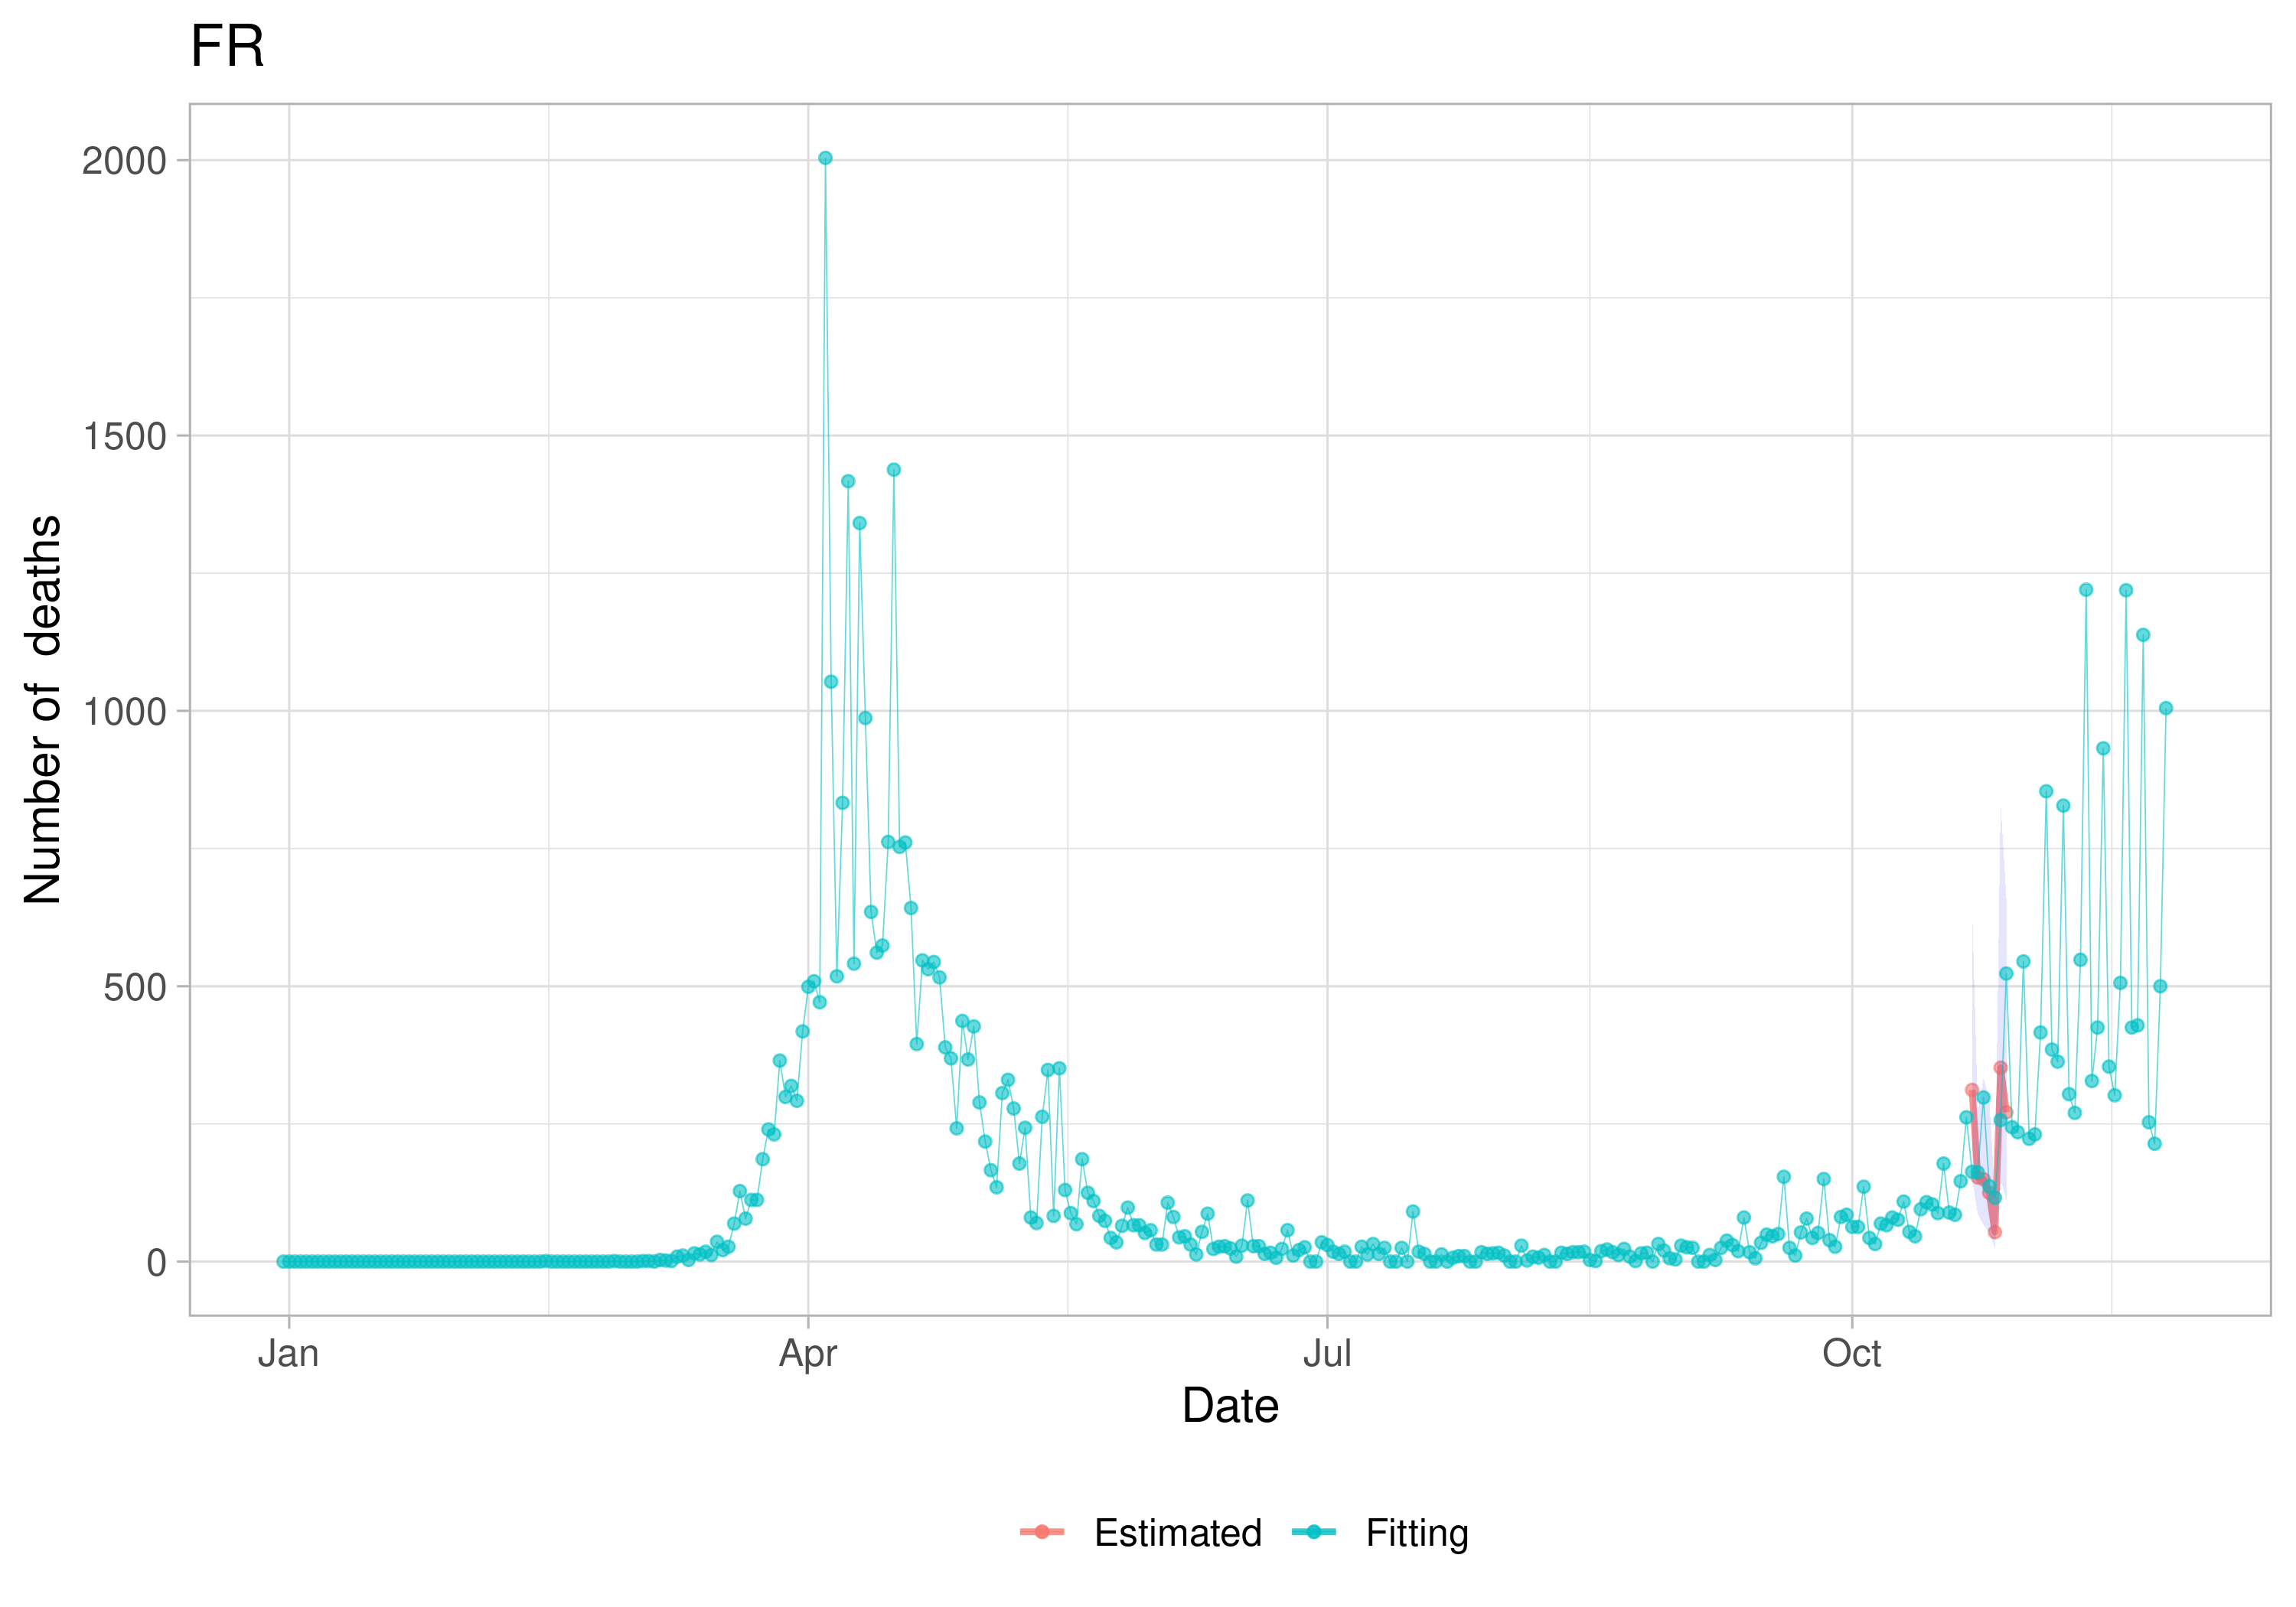 FR
Number of deaths
2000
1500
1000
500
0
Jan Apr Jul Oct
Date
Estimated Fitting